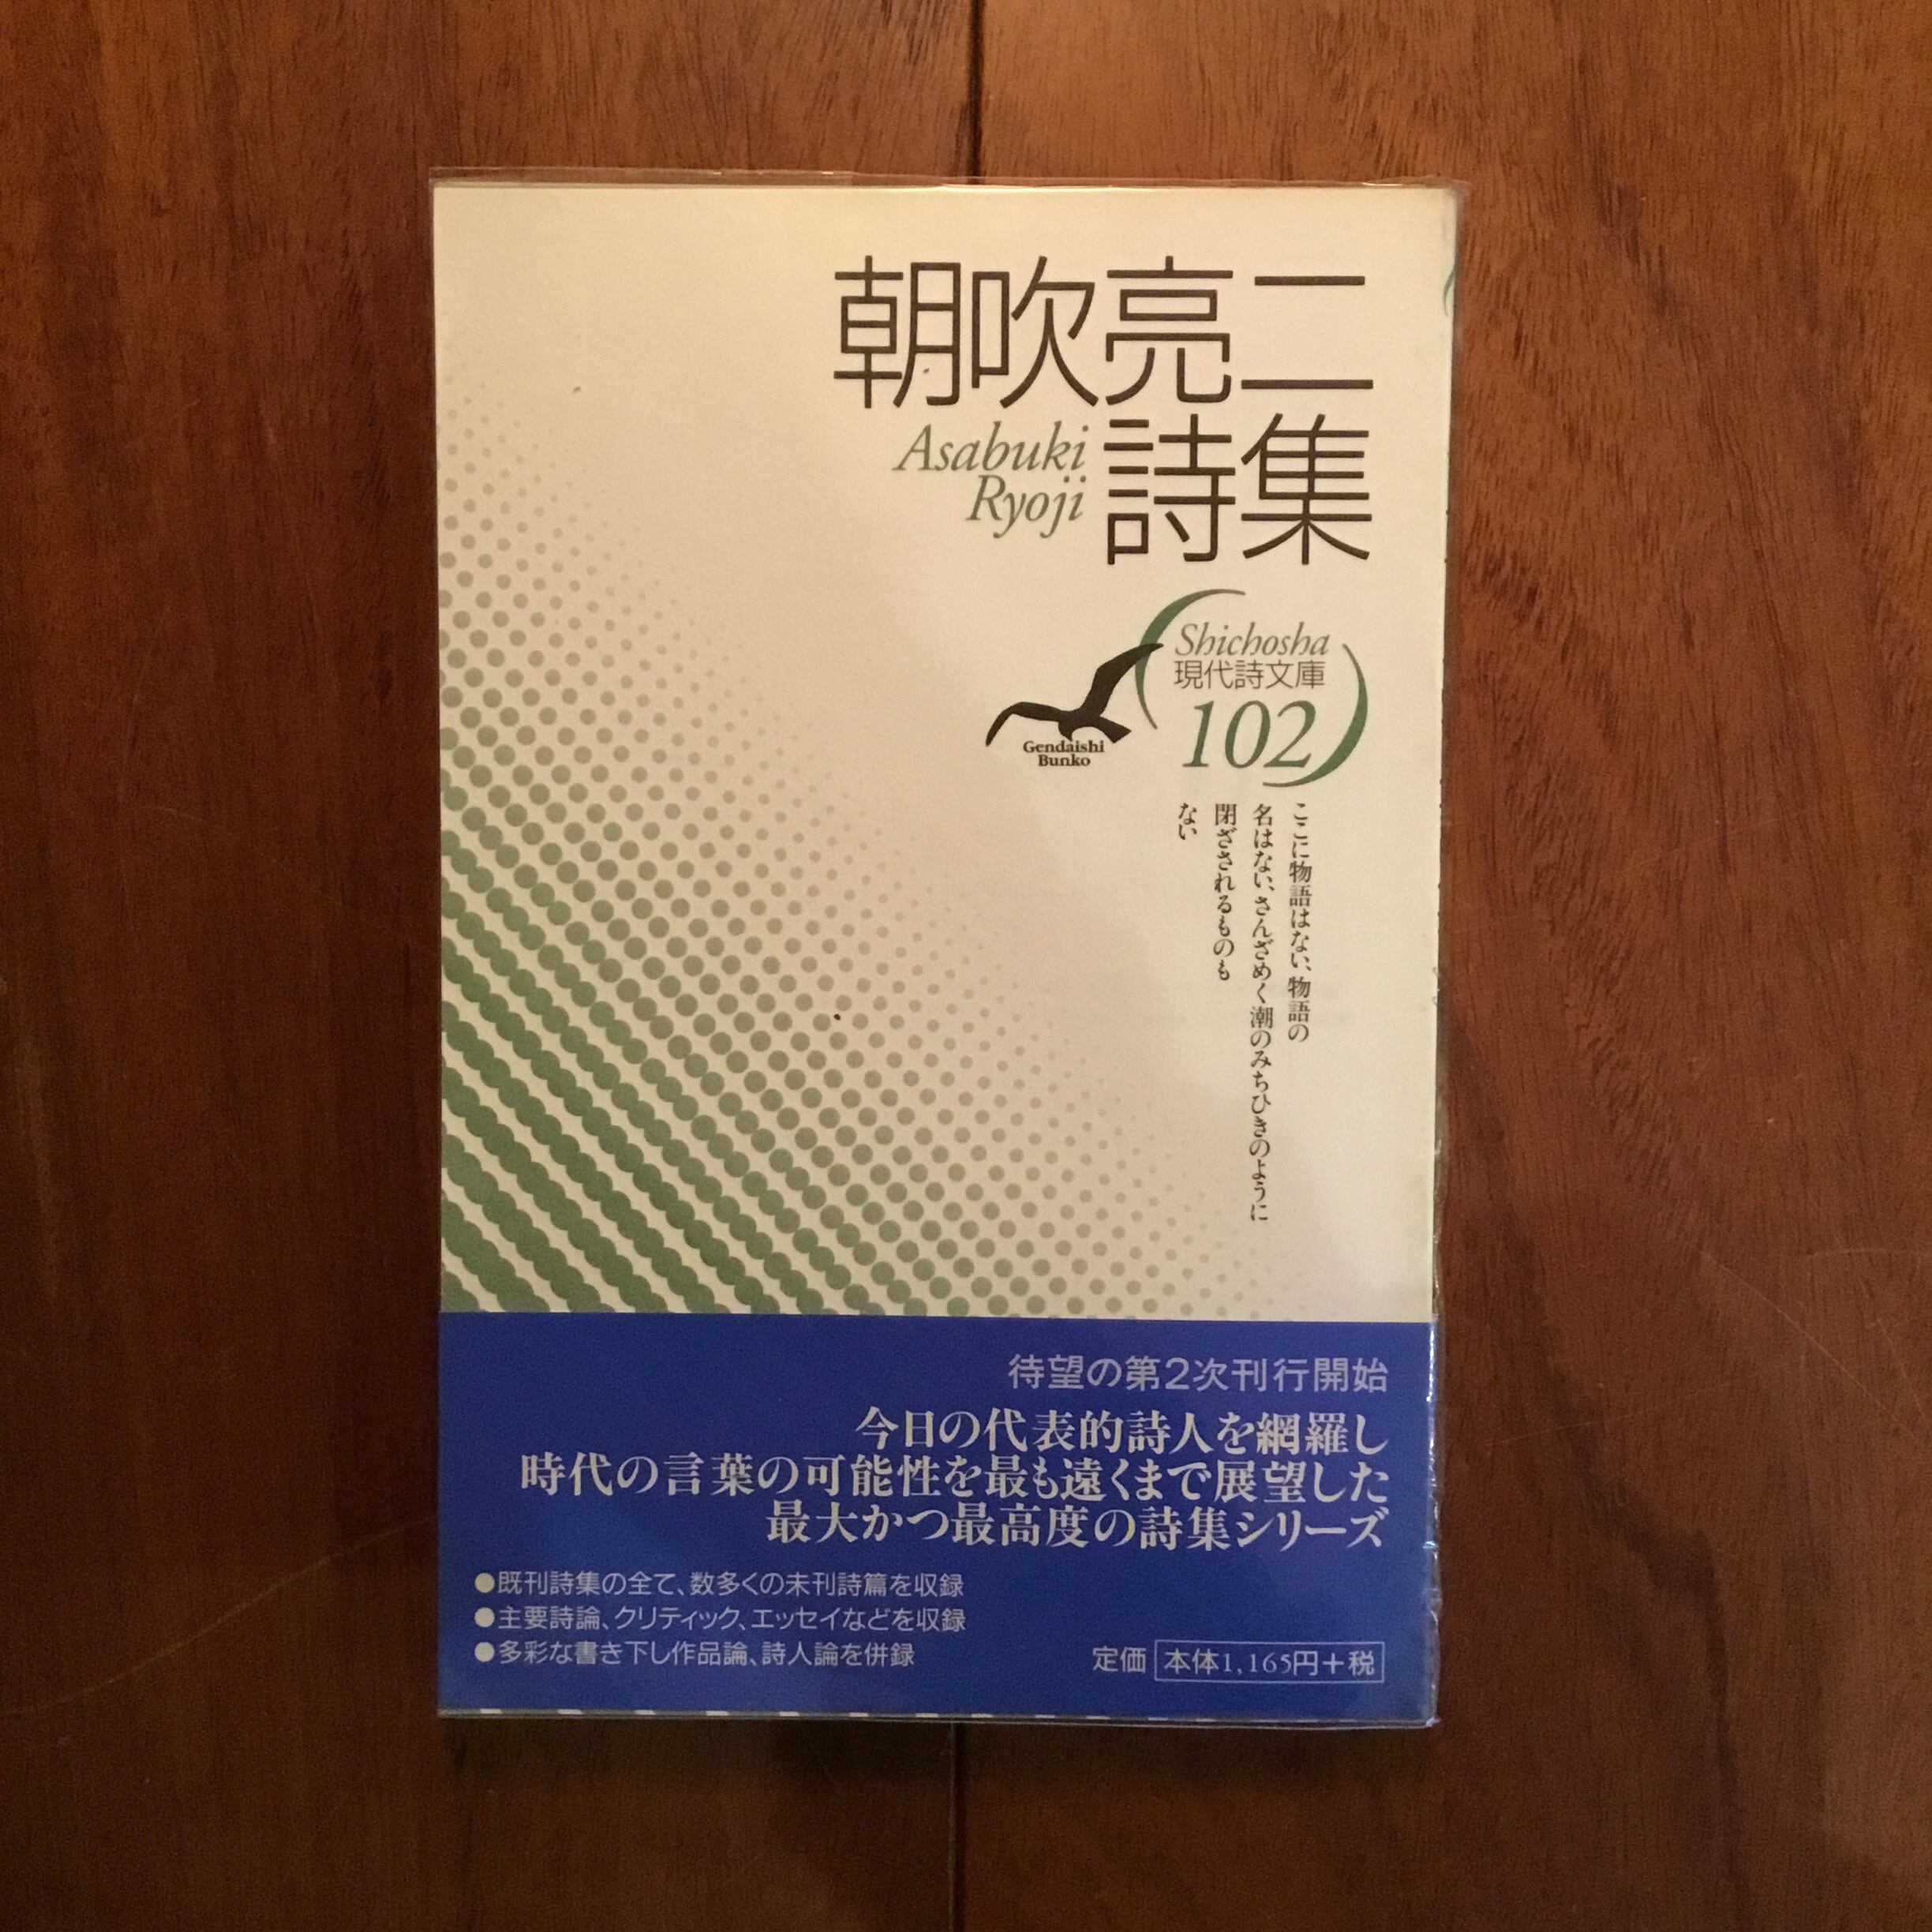 朝吹亮二
詩集
Asabuki
Ryoji
Shichosha
現代詩文庫
102
Gendaishi
Bunko
ここに物語はない、物語の
名はない、さんざめく潮のみちひきのように
閉ざされるものも
ない
待望の第2次刊行開始
今日の代表的詩人を網羅し
時代の言葉の可能性を最も遠くまで展望した
最大かつ最高度の詩集シリーズ
●既刊詩集の全て、数多くの未刊詩篇を収録
●主要詩論、クリティック、エッセイなどを収録
●多彩な書き下し作品論、詩人論を併録
定価 本体1,165円+税